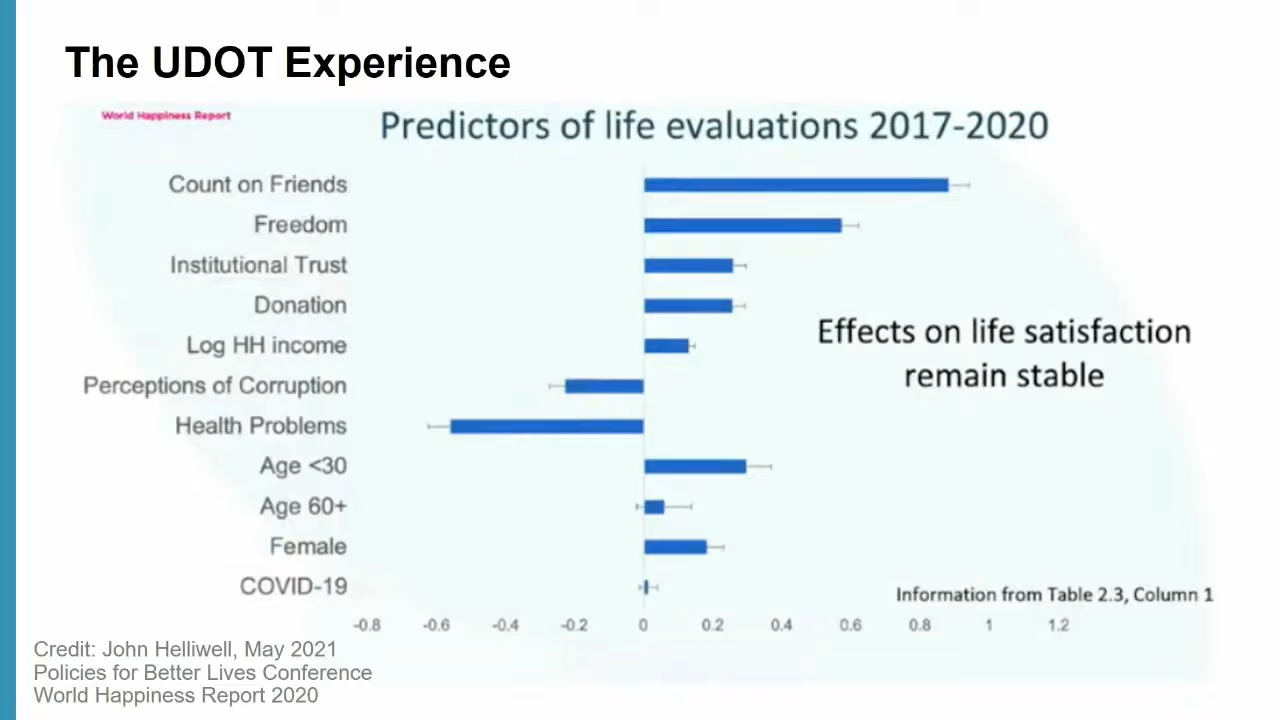 The UDOT Experience
World Happiness Report
Predictors of life evaluations 2017-2020
Count on Friends
Freedom
Institutional Trust
Donation
Log HH income
Perceptions of Corruption
Health Problems
Age <30
Age 60+
Female
COVID-19
Effects on life satisfaction
remain stable
Information from Table 2.3, Column 1
-0.8 -0.6 -0.4 -0.2 0 0.2 0.4 0.6 0.8 1 1.2
Credit: John Helliwell, May 2021
Policies for Better Lives Conference
World Happiness Report 2020